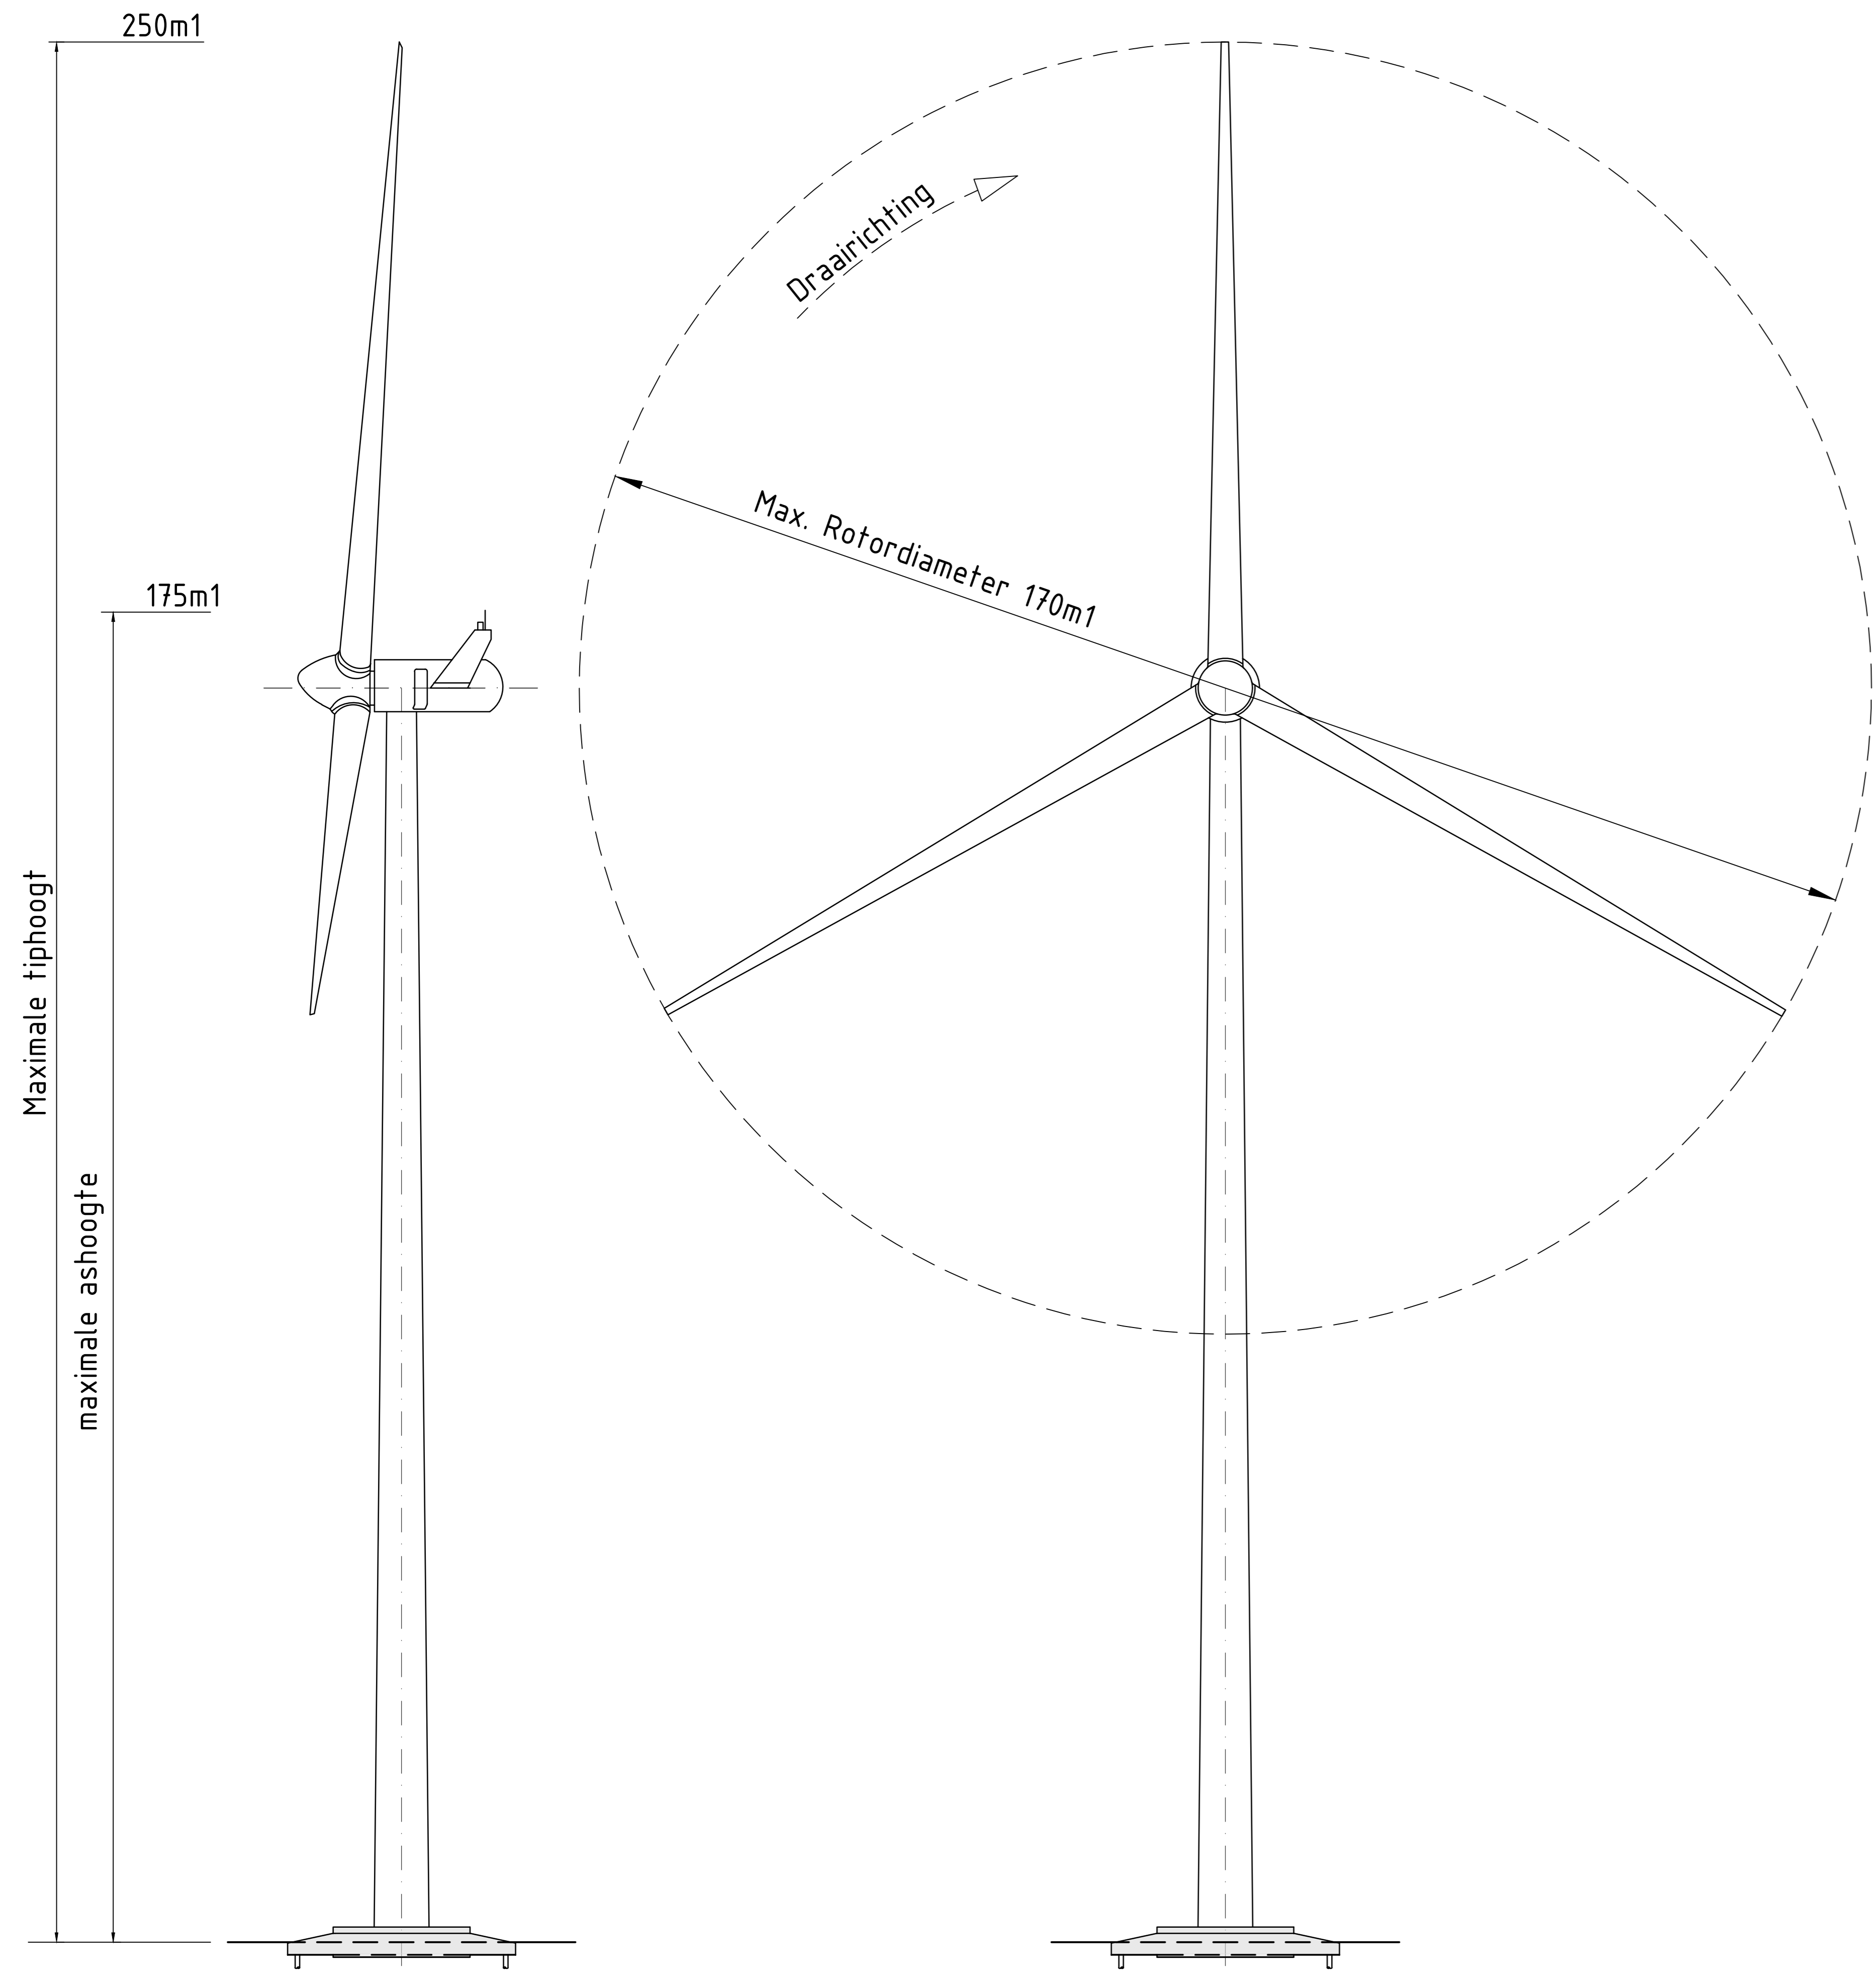 250m1
Draairichting
Max. Rotordiameter 170m1
175m1
Maximale tiphoogt
maximale ashoogte